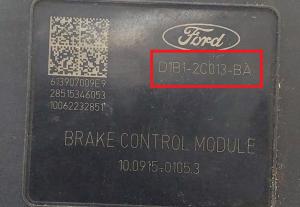 Ford
D1B1-2C013-BA
613907009E9
28515346053
10062232851
BRAKE CONTROL MODULE
10.0915-0105.3